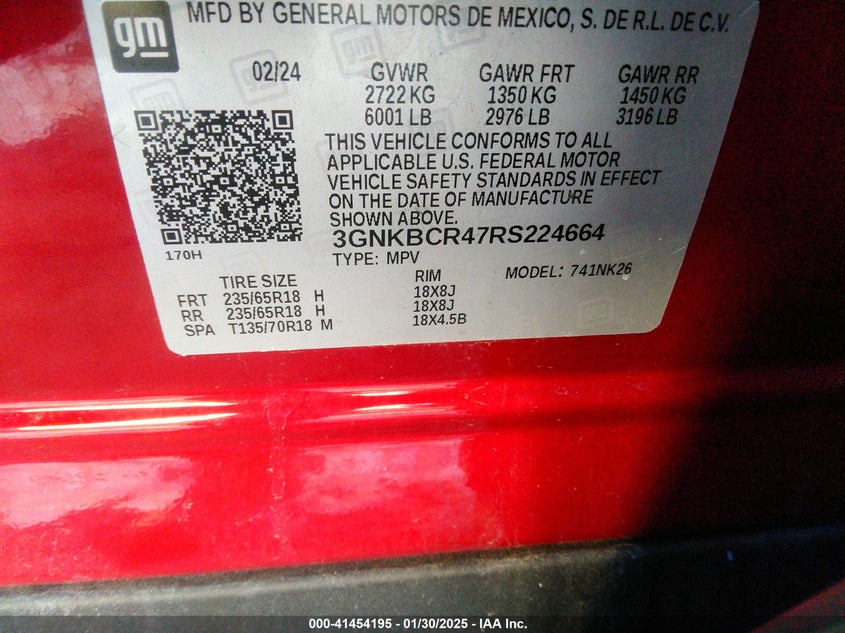 gm
MFD BY GENERAL MOTORS DE MEXICO, S. DE R.L. DE C.V.
02/24 GVWR GAWR FRT GAWR RR
2722 KG 1350 KG 1450 KG
6001 LB 2976 LB 3196 LB
THIS VEHICLE CONFORMS TO ALL
APPLICABLE U.S. FEDERAL MOTOR
VEHICLE SAFETY STANDARDS IN EFFECT
ON THE DATE OF MANUFACTURE
SHOWN ABOVE.
3GNKBCR47RS224664
170H
TYPE: MPV MODEL: 741NK26
TIRE SIZE RIM
FRT 235/65R18 H 18X8J
RR 235/65R18 H 18X8J
SPA T135/70R18 M 18X4.5B
000-41454195 - 01/30/2025 - IAA Inc.